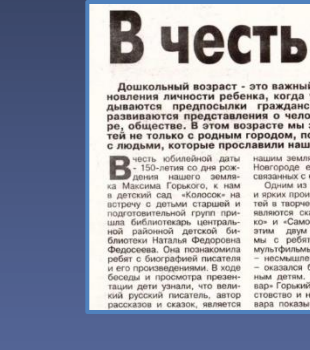 В честь
Дошкольный возраст - это важный
новления личности ребенка, когда
дываются предпосылки гражданс
развиваются представления о чело
ре, обществе. В этом возрасте мы з
тей не только с родным городом, по
с людьми, которые прославили наш
В честь юбилейной даты
- 150-летия со дня рож-
дения нашего земля-
ка Максима Горького, к нам
в детский сад «Колосок» на
встречу с детьми старшей и
подготовительной групп при-
шла библиотекарь централь-
ной районной детской би-
блиотеки Наталья Федоровна
Федосеева. Она познакомила
ребят с биографией писателя
и его произведениями. В ходе
беседы и просмотра презен-
тации дети узнали, что вели-
кий русский писатель, автор
рассказов и сказок, является
нашим земля
Новгороде
связанных с
Одним из
и ярких прои
тей в творче
являются ск
ко» и «Само
этим двум
мы с ребят
мультфильмы
- несмышле
- оказался
ным детям.
вар» Горький
стовство и н
вара показы